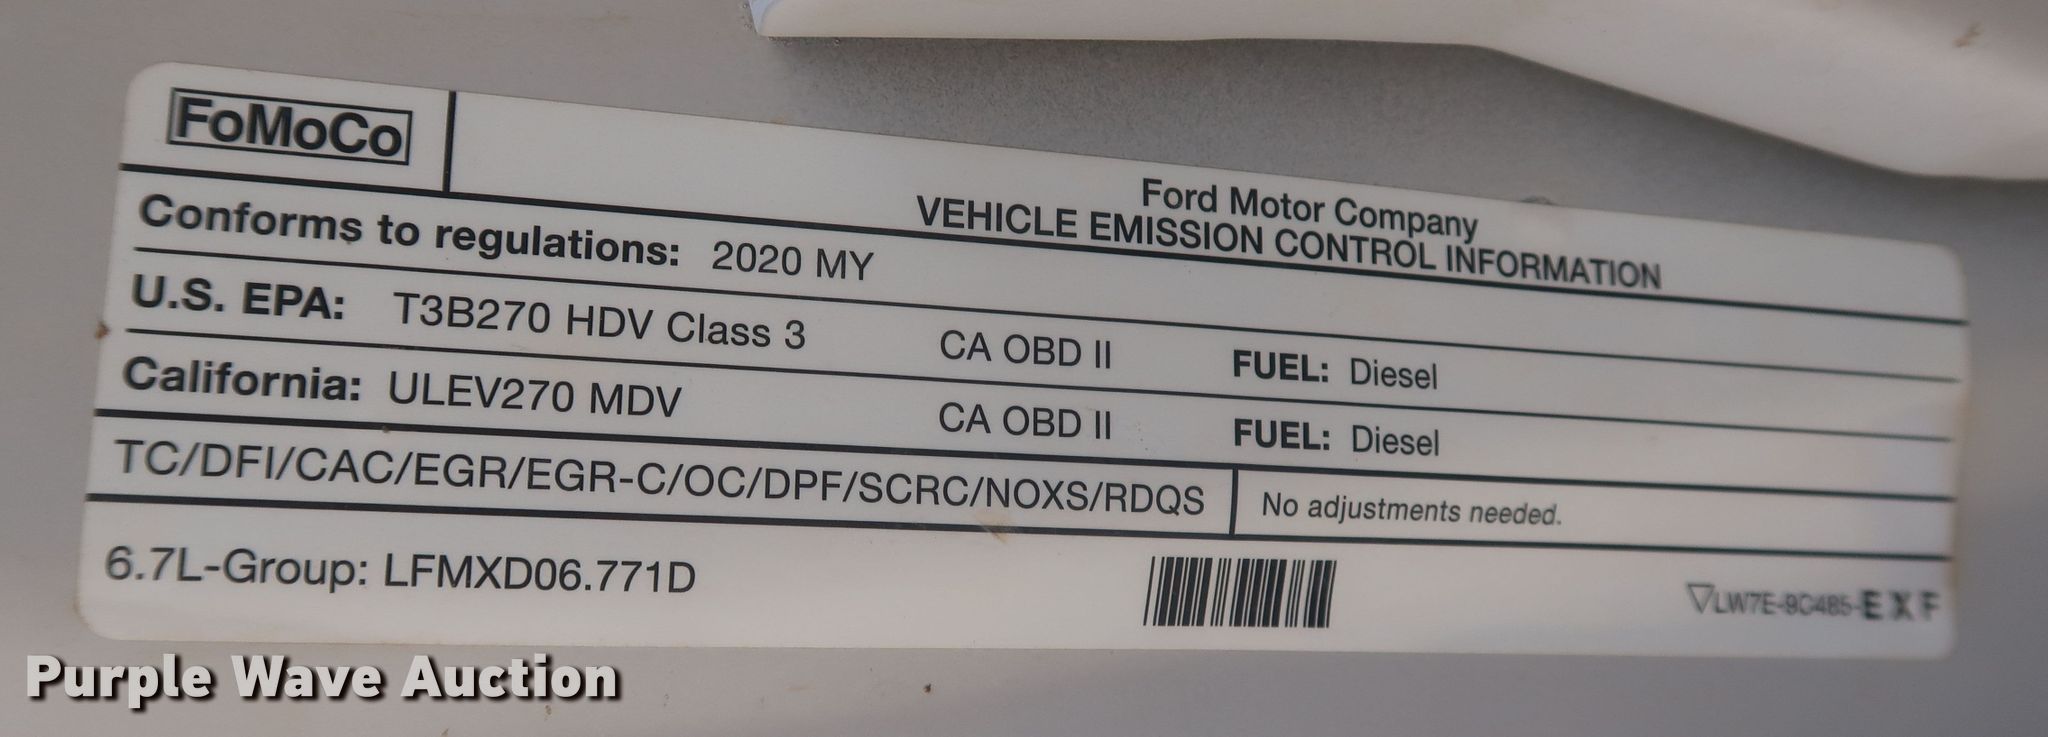 FoMoCo
Ford Motor Company
VEHICLE EMISSION CONTROL INFORMATION
Conforms to regulations: 2020 MY
U.S. EPA: T3B270 HDV Class 3 CA OBD II FUEL: Diesel
California: ULEV270 MDV CA OBD II FUEL: Diesel
TC/DFI/CAC/EGR/EGR-C/OC/DPF/SCRC/NOXS/RDQS No adjustments needed.
6.7L-Group: LFMXD06.771D
LW7E-9C485-EXF
Purple Wave Auction